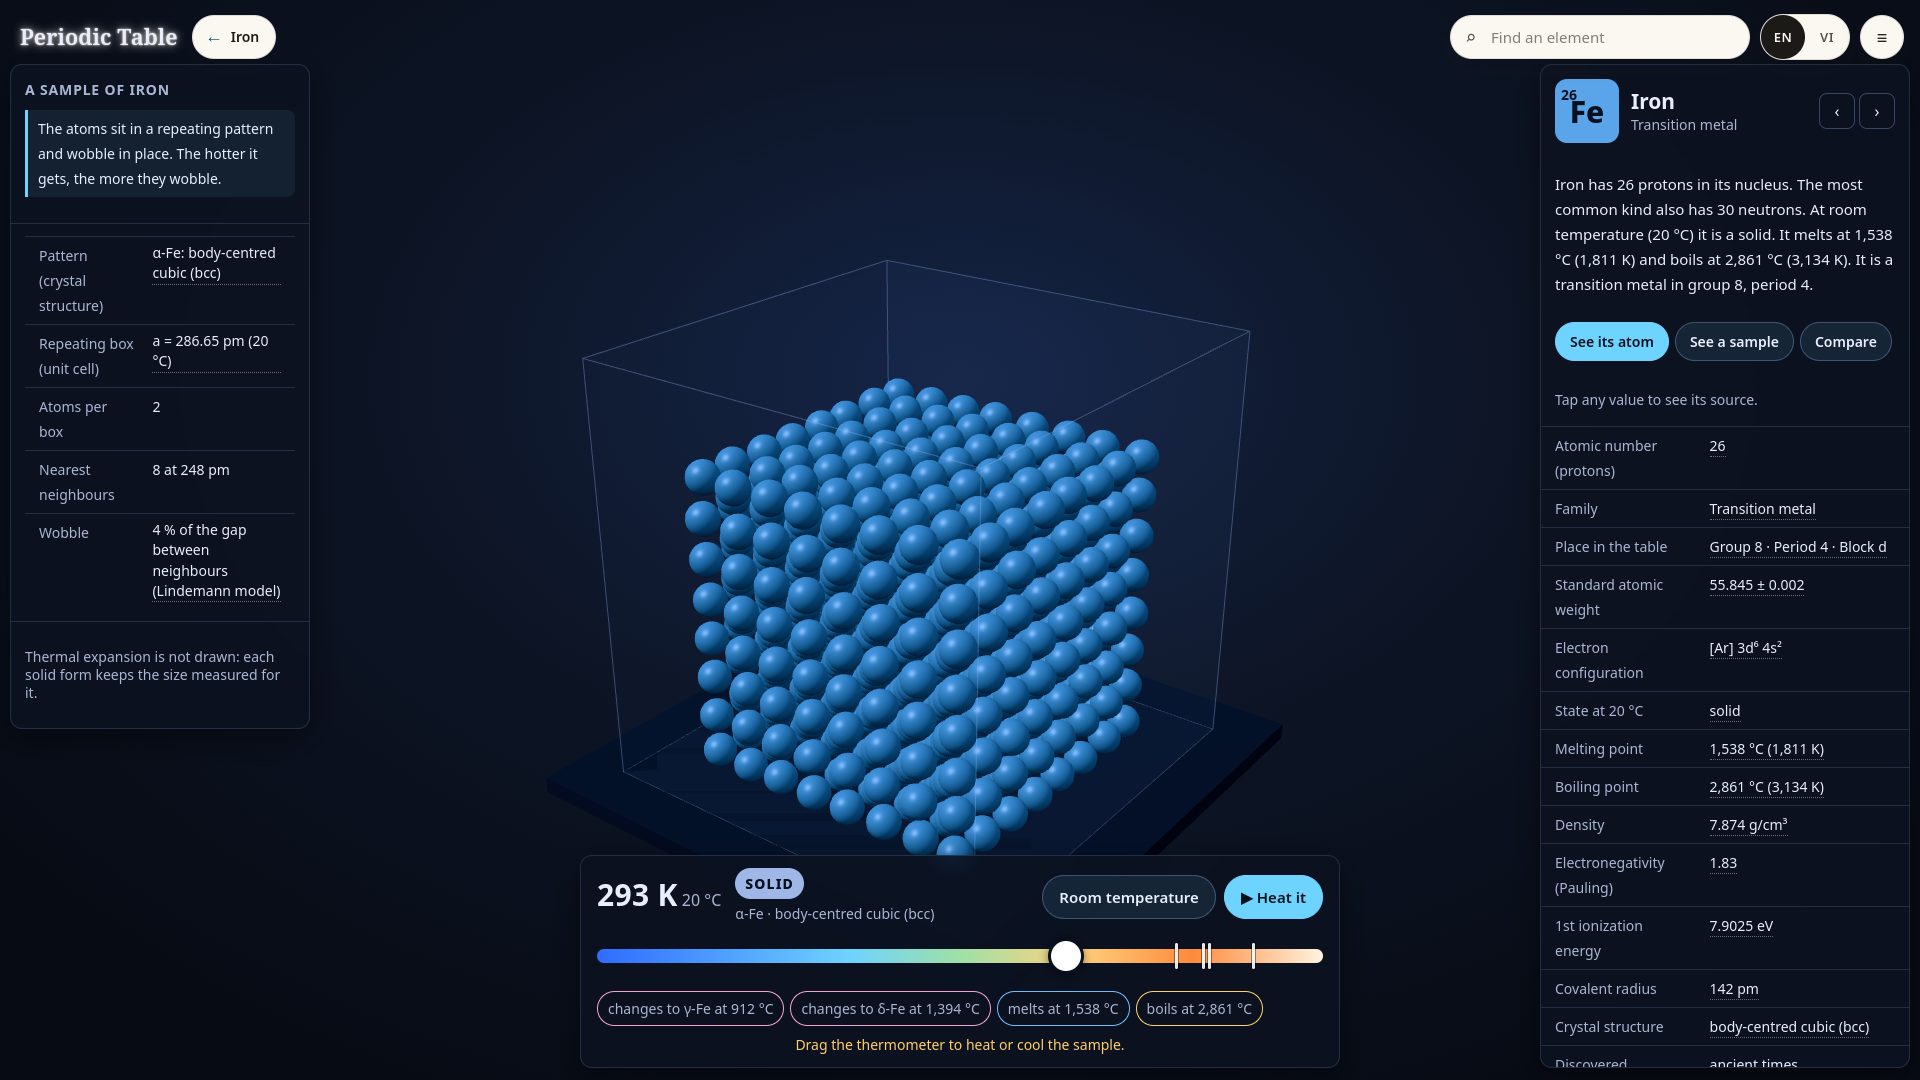 Periodic Table
← Iron
Find an element
EN
VI
≡
A SAMPLE OF IRON
The atoms sit in a repeating pattern
and wobble in place. The hotter it
gets, the more they wobble.
Pattern
(crystal
structure)
α-Fe: body-centred
cubic (bcc)
Repeating box
(unit cell)
a = 286.65 pm (20
°C)
Atoms per
box
2
Nearest
neighbours
8 at 248 pm
Wobble
4 % of the gap
between
neighbours
(Lindemann model)
Thermal expansion is not drawn: each
solid form keeps the size measured for
it.
293 K 20 °C
SOLID
α-Fe · body-centred cubic (bcc)
Room temperature
▶ Heat it
changes to γ-Fe at 912 °C
changes to δ-Fe at 1,394 °C
melts at 1,538 °C
boils at 2,861 °C
Drag the thermometer to heat or cool the sample.
26
Fe
Iron
Transition metal
‹
›
Iron has 26 protons in its nucleus. The most
common kind also has 30 neutrons. At room
temperature (20 °C) it is a solid. It melts at 1,538
°C (1,811 K) and boils at 2,861 °C (3,134 K). It is a
transition metal in group 8, period 4.
See its atom
See a sample
Compare
Tap any value to see its source.
Atomic number
(protons)
26
Family
Transition metal
Place in the table
Group 8 · Period 4 · Block d
Standard atomic
weight
55.845 ± 0.002
Electron
configuration
[Ar] 3d⁶ 4s²
State at 20 °C
solid
Melting point
1,538 °C (1,811 K)
Boiling point
2,861 °C (3,134 K)
Density
7.874 g/cm³
Electronegativity
(Pauling)
1.83
1st ionization
energy
7.9025 eV
Covalent radius
142 pm
Crystal structure
body-centred cubic (bcc)
Discovered
ancient times